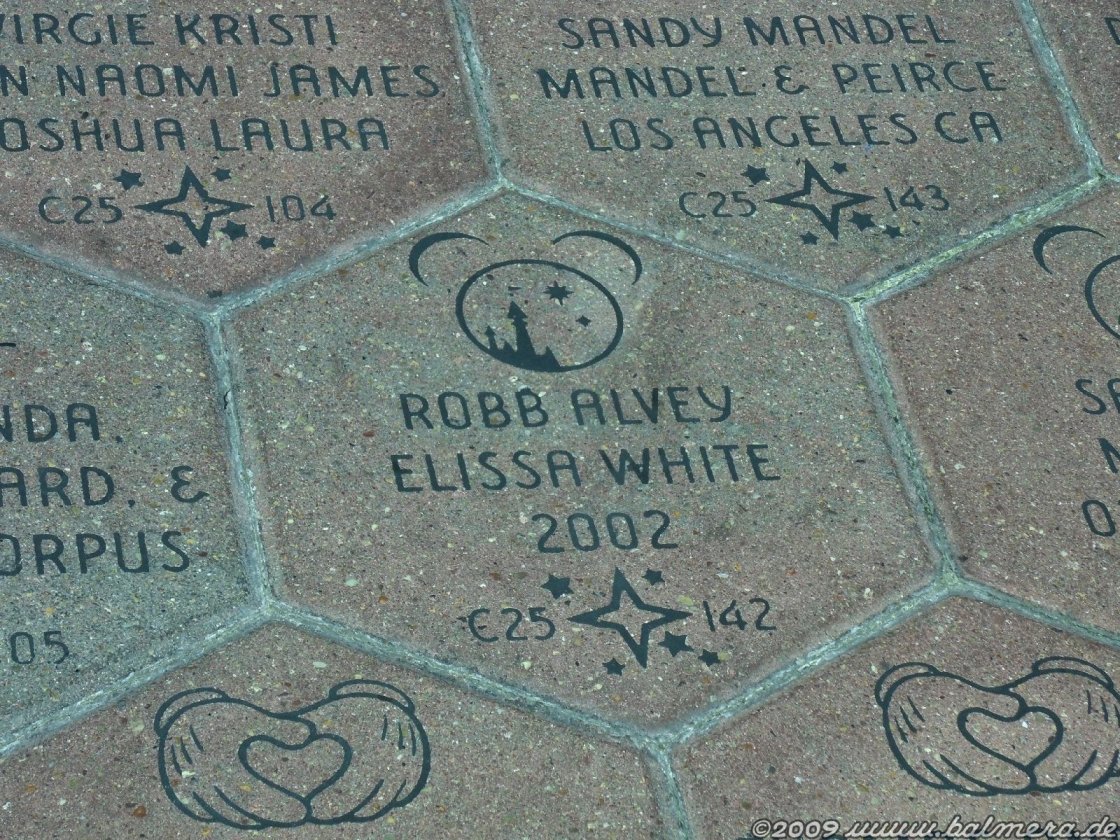 VIRGIE KRISTI
N NAOMI JAMES
OSHUA LAURA
C25 104
SANDY MANDEL
MANDEL & PEIRCE
LOS ANGELES CA
C25 143
NDA.
ARD. &
ORPUS
05
ROBB ALVEY
ELISSA WHITE
2002
C25 142
©2009 www.balmera.de